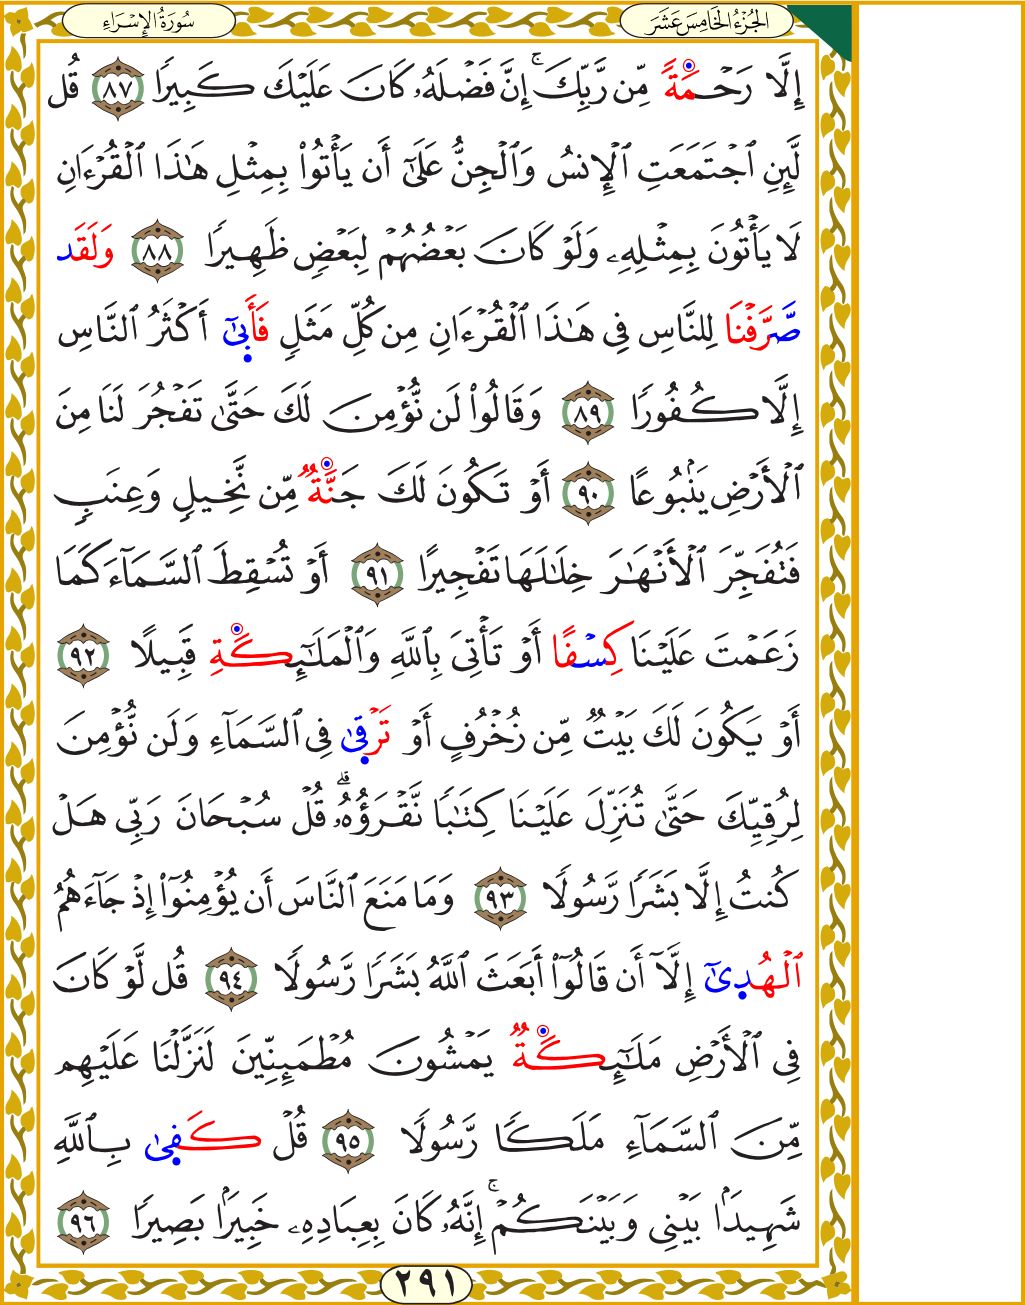 سُورَةُ الإِسْرَاءِ
الجُزْءُ الخَامِسَ عَشَرَ
إِلَّا رَحۡمَةً مِّن رَّبِّكَۚ إِنَّ فَضۡلَهُۥ كَانَ عَلَيۡكَ كَبِيرًا ٨٧ قُل
لَّئِنِ ٱجۡتَمَعَتِ ٱلۡإِنسُ وَٱلۡجِنُّ عَلَىٰٓ أَن يَأۡتُواْ بِمِثۡلِ هَٰذَا ٱلۡقُرۡءَانِ
لَا يَأۡتُونَ بِمِثۡلِهِۦ وَلَوۡ كَانَ بَعۡضُهُمۡ لِبَعۡضٖ ظَهِيرًا ٨٨ وَلَقَد
صَّرَّفۡنَا لِلنَّاسِ فِي هَٰذَا ٱلۡقُرۡءَانِ مِن كُلِّ مَثَلٖ فَأَبِىٰٓ أَكۡثَرُ ٱلنَّاسِ
إِلَّا كُفُورٗا ٨٩ وَقَالُواْ لَن نُّؤۡمِنَ لَكَ حَتَّىٰ تَفۡجُرَ لَنَا مِنَ
ٱلۡأَرۡضِ يَنۢبُوعًا ٩٠ أَوۡ تَكُونَ لَكَ جَنَّةٞ مِّن نَّخِيلٖ وَعِنَبٖ
فَتُفَجِّرَ ٱلۡأَنۡهَٰرَ خِلَٰلَهَا تَفۡجِيرًا ٩١ أَوۡ تُسۡقِطَ ٱلسَّمَآءَ كَمَا
زَعَمۡتَ عَلَيۡنَا كِسۡفًا أَوۡ تَأۡتِيَ بِٱللَّهِ وَٱلۡمَلَٰٓئِكَةِ قَبِيلًا ٩٢
أَوۡ يَكُونَ لَكَ بَيۡتٞ مِّن زُخۡرُفٍ أَوۡ تَرۡقِىٰ فِي ٱلسَّمَآءِ وَلَن نُّؤۡمِنَ
لِرُقِيِّكَ حَتَّىٰ تُنَزِّلَ عَلَيۡنَا كِتَٰبٗا نَّقۡرَؤُهُۥۗ قُلۡ سُبۡحَانَ رَبِّي هَلۡ
كُنتُ إِلَّا بَشَرٗا رَّسُولٗا ٩٣ وَمَا مَنَعَ ٱلنَّاسَ أَن يُؤۡمِنُوٓاْ إِذۡ جَآءَهُمُ
ٱلۡهُدِىٰٓ إِلَّآ أَن قَالُوٓاْ أَبَعَثَ ٱللَّهُ بَشَرٗا رَّسُولٗا ٩٤ قُل لَّوۡ كَانَ
فِي ٱلۡأَرۡضِ مَلَٰٓئِكَةٞ يَمۡشُونَ مُطۡمَئِنِّينَ لَنَزَّلۡنَا عَلَيۡهِم
مِّنَ ٱلسَّمَآءِ مَلَكٗا رَّسُولٗا ٩٥ قُلۡ كَفِىٰ بِٱللَّهِ
شَهِيدَۢا بَيۡنِي وَبَيۡنَكُمۡۚ إِنَّهُۥ كَانَ بِعِبَادِهِۦ خَبِيرَۢا بَصِيرٗا ٩٦
٢٩١